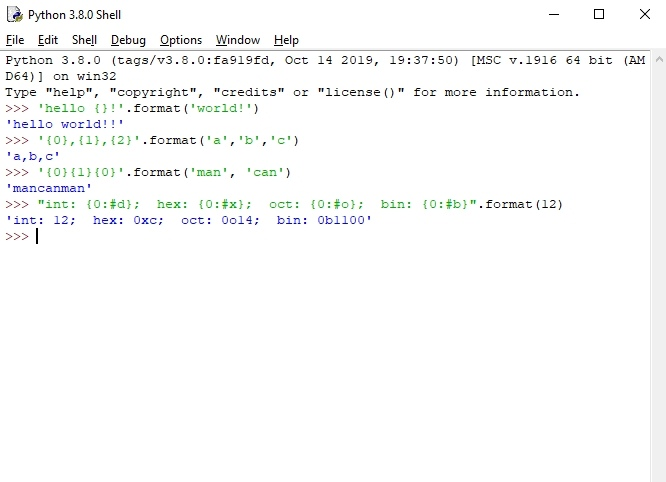 Python 3.8.0 Shell
File Edit Shell Debug Options Window Help
Python 3.8.0 (tags/v3.8.0:fa919fd, Oct 14 2019, 19:37:50) [MSC v.1916 64 bit (AM
D64)] on win32
Type "help", "copyright", "credits" or "license()" for more information.
>>> 'hello {}!'.format('world!')
'hello world!!'
>>> '{0},{1},{2}'.format('a','b','c')
'a,b,c'
>>> '{0}{1}{0}'.format('man', 'can')
'mancanman'
>>> "int: {0:#d};  hex: {0:#x};  oct: {0:#o};  bin: {0:#b}".format(12)
'int: 12;  hex: 0xc;  oct: 0o14;  bin: 0b1100'
>>>